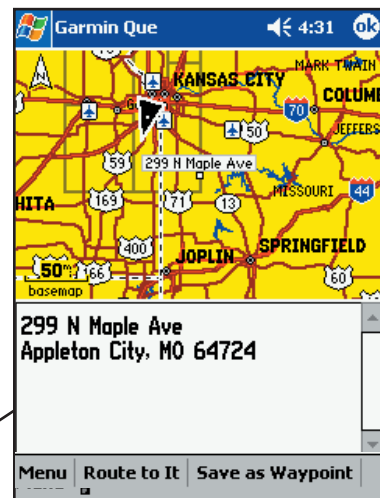 Garmin Que 4:31 ok
MARK TWAIN
KANSAS CITY
COLUM
70
50
JEFFERS
59
299 N Maple Ave
MISSOURI
44
HITA
169
71
13
400
SPRINGFIELD
JOPLIN
50m
166
60
basemap
299 N Maple Ave
Appleton City, MO 64724
Menu Route to It Save as Waypoint